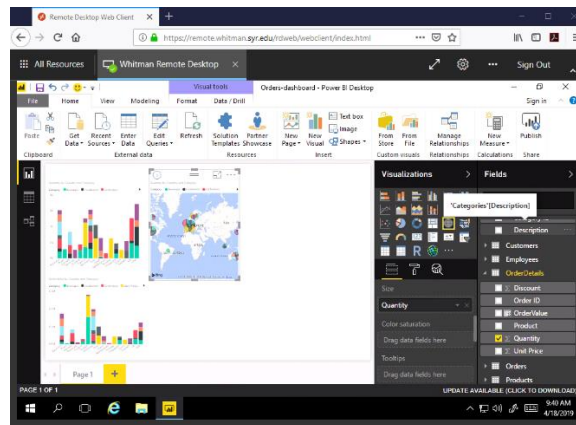 Remote Desktop Web Client
https://remote.whitman.syr.edu/rdweb/webclient/index.html
All Resources
Whitman Remote Desktop
Sign Out
Visual tools
Orders-dashboard - Power BI Desktop
File Home View Modeling Format Data / Drill
Sign in
Paste
Get Data
Recent Sources
Enter Data
Edit Queries
Refresh
Solution Templates
Partner Showcase
New Page
New Visual
Text box
Image
Shapes
From Store
From File
Manage Relationships
New Measure
Publish
Clipboard
External data
Resources
Insert
Custom visuals
Relationships
Calculations
Share
Visualizations
Fields
'Categories'[Description]
Description
Customers
Employees
OrderDetails
Discount
Order ID
OrderValue
Product
Quantity
Unit Price
Orders
Products
Size
Quantity
Color saturation
Drag data fields here
Tooltips
Drag data fields here
Page 1
PAGE 1 OF 1
UPDATE AVAILABLE (CLICK TO DOWNLOAD)
9:40 AM
4/18/2019